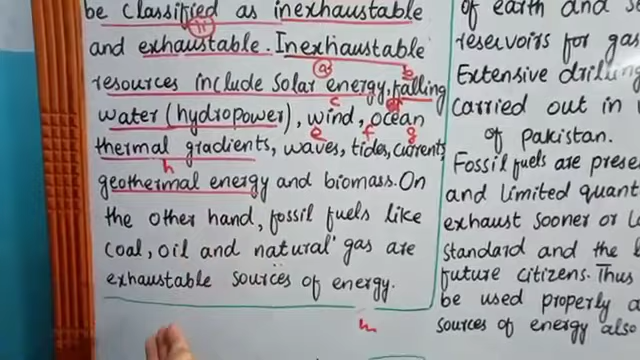 be classified as inexhaustable
ii
and exhaustable. Inexhaustable
a b
resources include solar energy, falling
c d
water (hydropower), wind, ocean
e f g
thermal gradients, waves, tides, currents
h
geothermal energy and biomass. On
the other hand, fossil fuels like
coal, oil and natural gas are
exhaustable sources of energy.
h
of earth and
reservoirs for gas
Extensive drilling
carried out in
of pakistan.
Fossil fuels are
and limited
exhaust sooner or
standard and the
future citizens. Thus
be used properly
sources of energy also